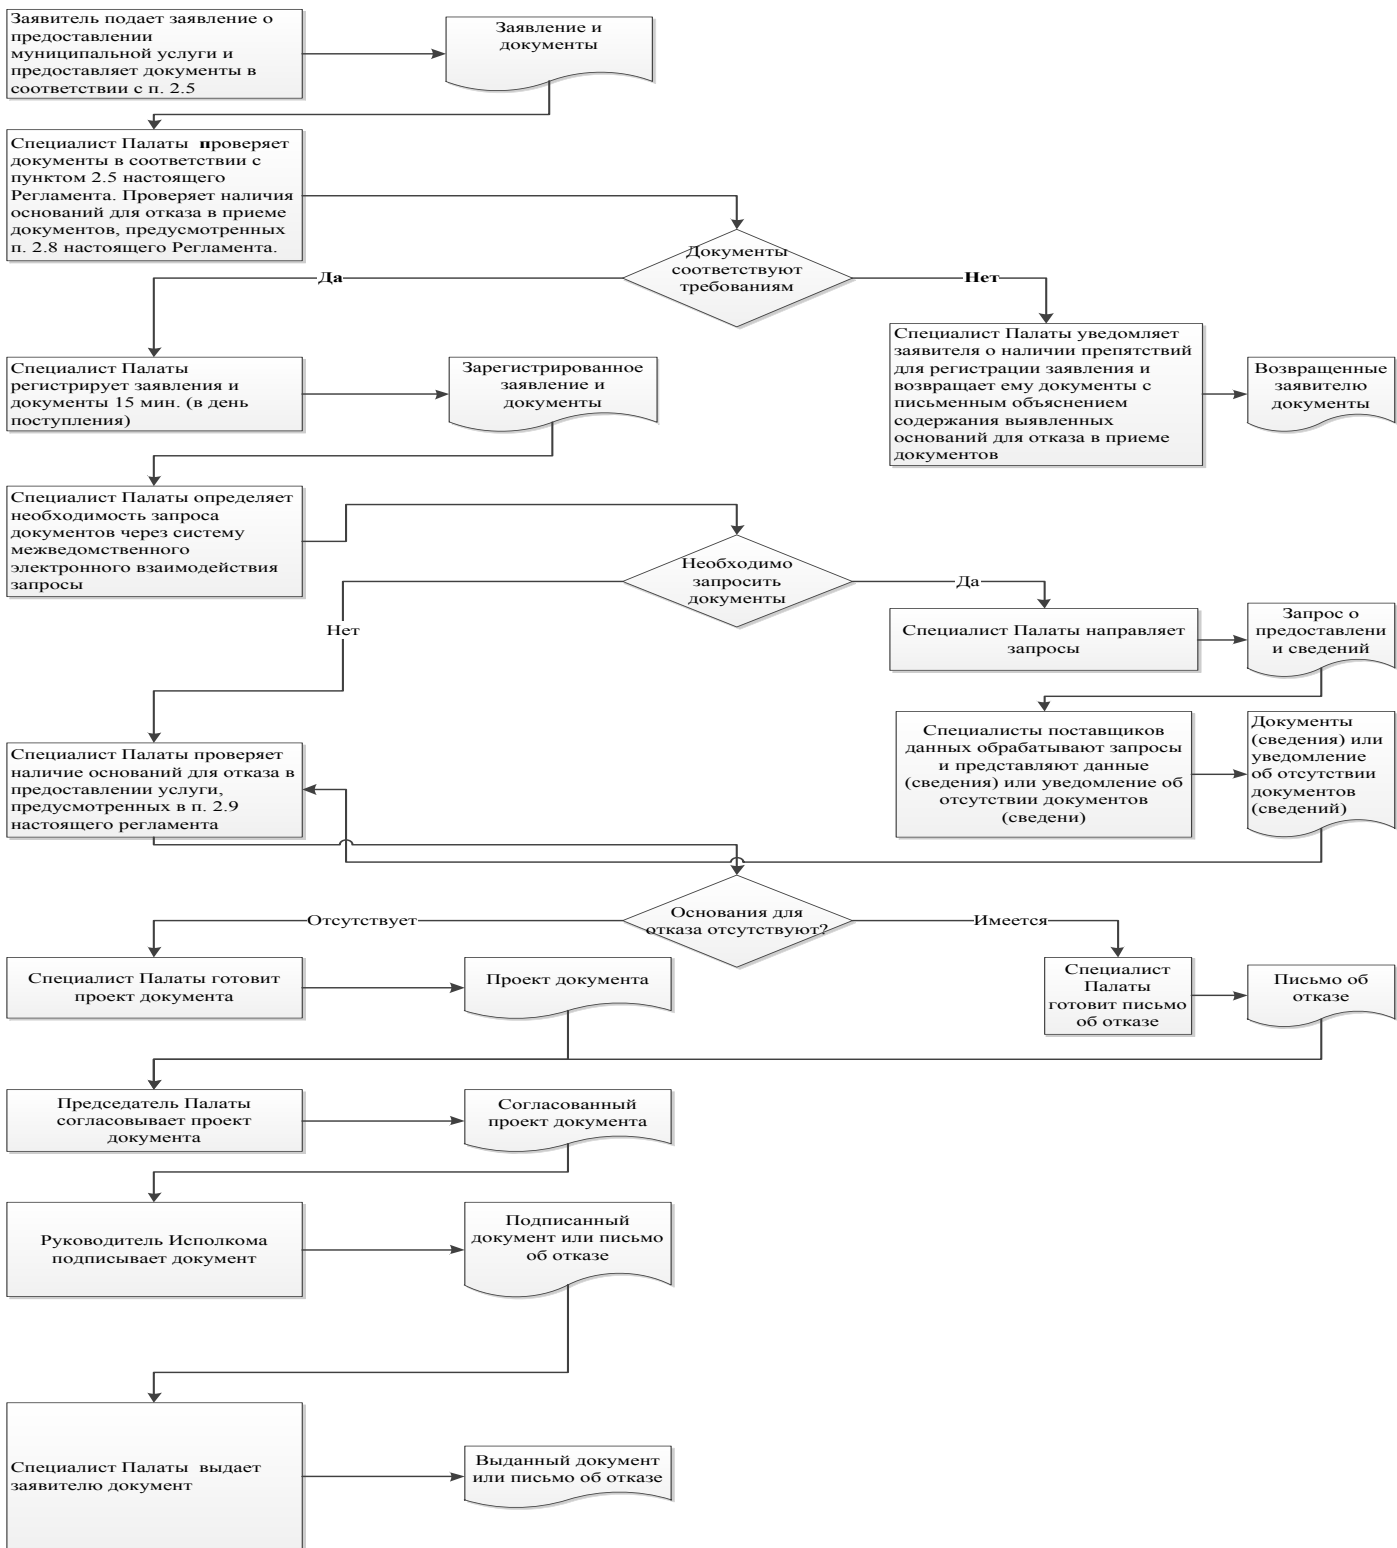 Заявитель подает заявление о
предоставлении
муниципальной услуги и
предоставляет документы в
соответствии с п. 2.5
Заявление и
документы
Специалист Палаты  проверяет
документы в соответствии с
пунктом 2.5 настоящего
Регламента. Проверяет наличия
оснований для отказа в приеме
документов, предусмотренных
п. 2.8 настоящего Регламента.
Документы
соответствуют
требованиям
Да
Нет
Специалист Палаты
регистрирует заявления и
документы 15 мин. (в день
поступления)
Зарегистрированное
заявление и
документы
Специалист Палаты уведомляет
заявителя о наличии препятствий
для регистрации заявления и
возвращает ему документы с
письменным объяснением
содержания выявленных
оснований для отказа в приеме
документов
Возвращенные
заявителю
документы
Специалист Палаты определяет
необходимость запроса
документов через систему
межведомственного
электронного взаимодействия
запросы
Необходимо
запросить
документы
Да
Нет
Специалист Палаты направляет
запросы
Запрос о
предоставлени
и сведений
Специалист Палаты проверяет
наличие оснований для отказа в
предоставлении услуги,
предусмотренных в п. 2.9
настоящего регламента
Специалисты поставщиков
данных обрабатывают запросы
и представляют данные
(сведения) или уведомление об
отсутствии документов
(сведени)
Документы
(сведения) или
уведомление
об отсутствии
документов
(сведений)
Основания для
отказа отсутствуют?
Отсутствует
Имеется
Специалист Палаты готовит
проект документа
Проект документа
Специалист
Палаты
готовит письмо
об отказе
Письмо об
отказе
Председатель Палаты
согласовывает проект
документа
Согласованный
проект документа
Руководитель Исполкома
подписывает документ
Подписанный
документ или письмо
об отказе
Специалист Палаты  выдает
заявителю документ
Выданный документ
или письмо об отказе